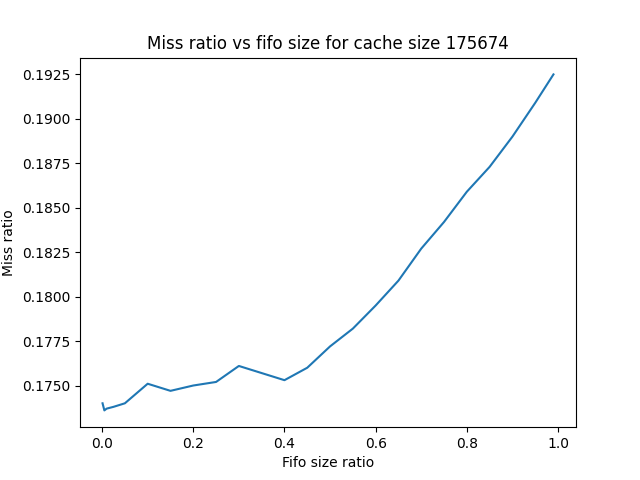 Miss ratio vs fifo size for cache size 175674
0.1925
0.1900
0.1875
0.1850
0.1825
0.1800
0.1775
0.1750
Miss ratio
0.0 0.2 0.4 0.6 0.8 1.0
Fifo size ratio